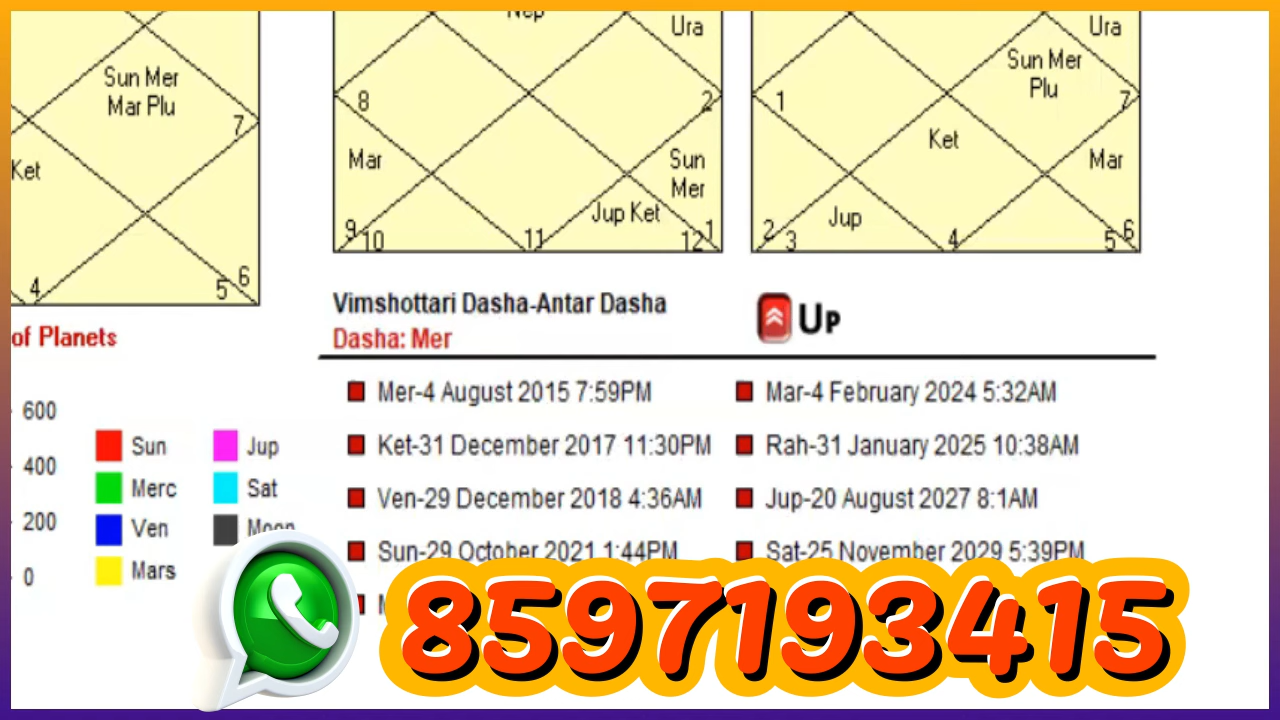 Sun Mer
Mar Plu
7
Ket
4
5
6
Nep
Ura
8
2
Mar
Sun
Mer
Jup Ket
9
10
11
12
1
Ura
Sun Mer
Plu
1
7
Ket
Mar
Jup
2
3
4
5
6
of Planets
600
400
200
0
Sun
Jup
Merc
Sat
Ven
Moon
Mars
Vimshottari Dasha-Antar Dasha
Dasha: Mer
UP
Mer-4 August 2015 7:59PM
Ket-31 December 2017 11:30PM
Ven-29 December 2018 4:36AM
Sun-29 October 2021 1:44PM
Mar-4 February 2024 5:32AM
Rah-31 January 2025 10:38AM
Jup-20 August 2027 8:1AM
Sat-25 November 2029 5:39PM
8597193415